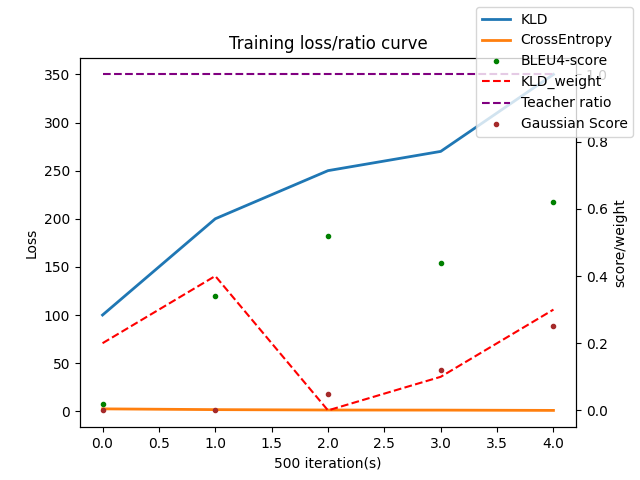 Training loss/ratio curve
KLD
CrossEntropy
BLEU4-score
KLD_weight
Teacher ratio
Gaussian Score
Loss
350
300
250
200
150
100
50
0
1.0
0.8
0.6
0.4
0.2
0.0
score/weight
0.0 0.5 1.0 1.5 2.0 2.5 3.0 3.5 4.0
500 iteration(s)